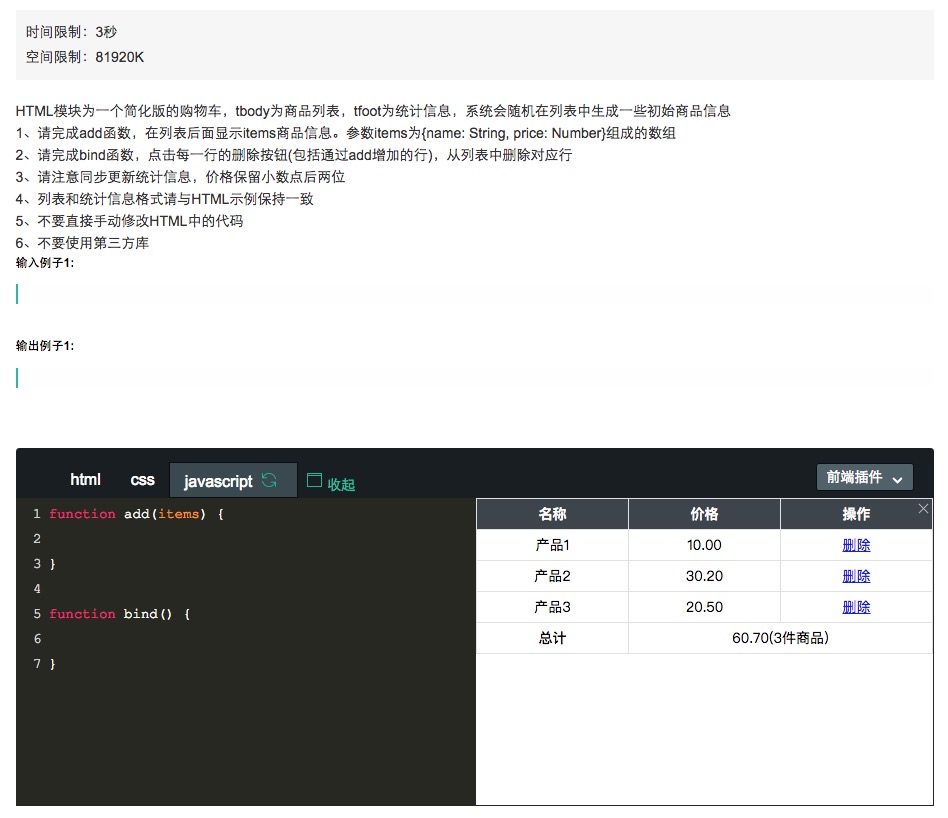 时间限制：3秒
空间限制：81920K
HTML模块为一个简化版的购物车，tbody为商品列表，tfoot为统计信息，系统会随机在列表中生成一些初始商品信息
1、请完成add函数，在列表后面显示items商品信息。参数items为{name: String, price: Number}组成的数组
2、请完成bind函数，点击每一行的删除按钮(包括通过add增加的行)，从列表中删除对应行
3、请注意同步更新统计信息，价格保留小数点后两位
4、列表和统计信息格式请与HTML示例保持一致
5、不要直接手动修改HTML中的代码
6、不要使用第三方库
输入例子1:
输出例子1:
html css javascript 收起 前端插件
1 function add(items) {
2
3 }
4
5 function bind() {
6
7 }
名称 价格 操作
产品1 10.00 删除
产品2 30.20 删除
产品3 20.50 删除
总计 60.70(3件商品)